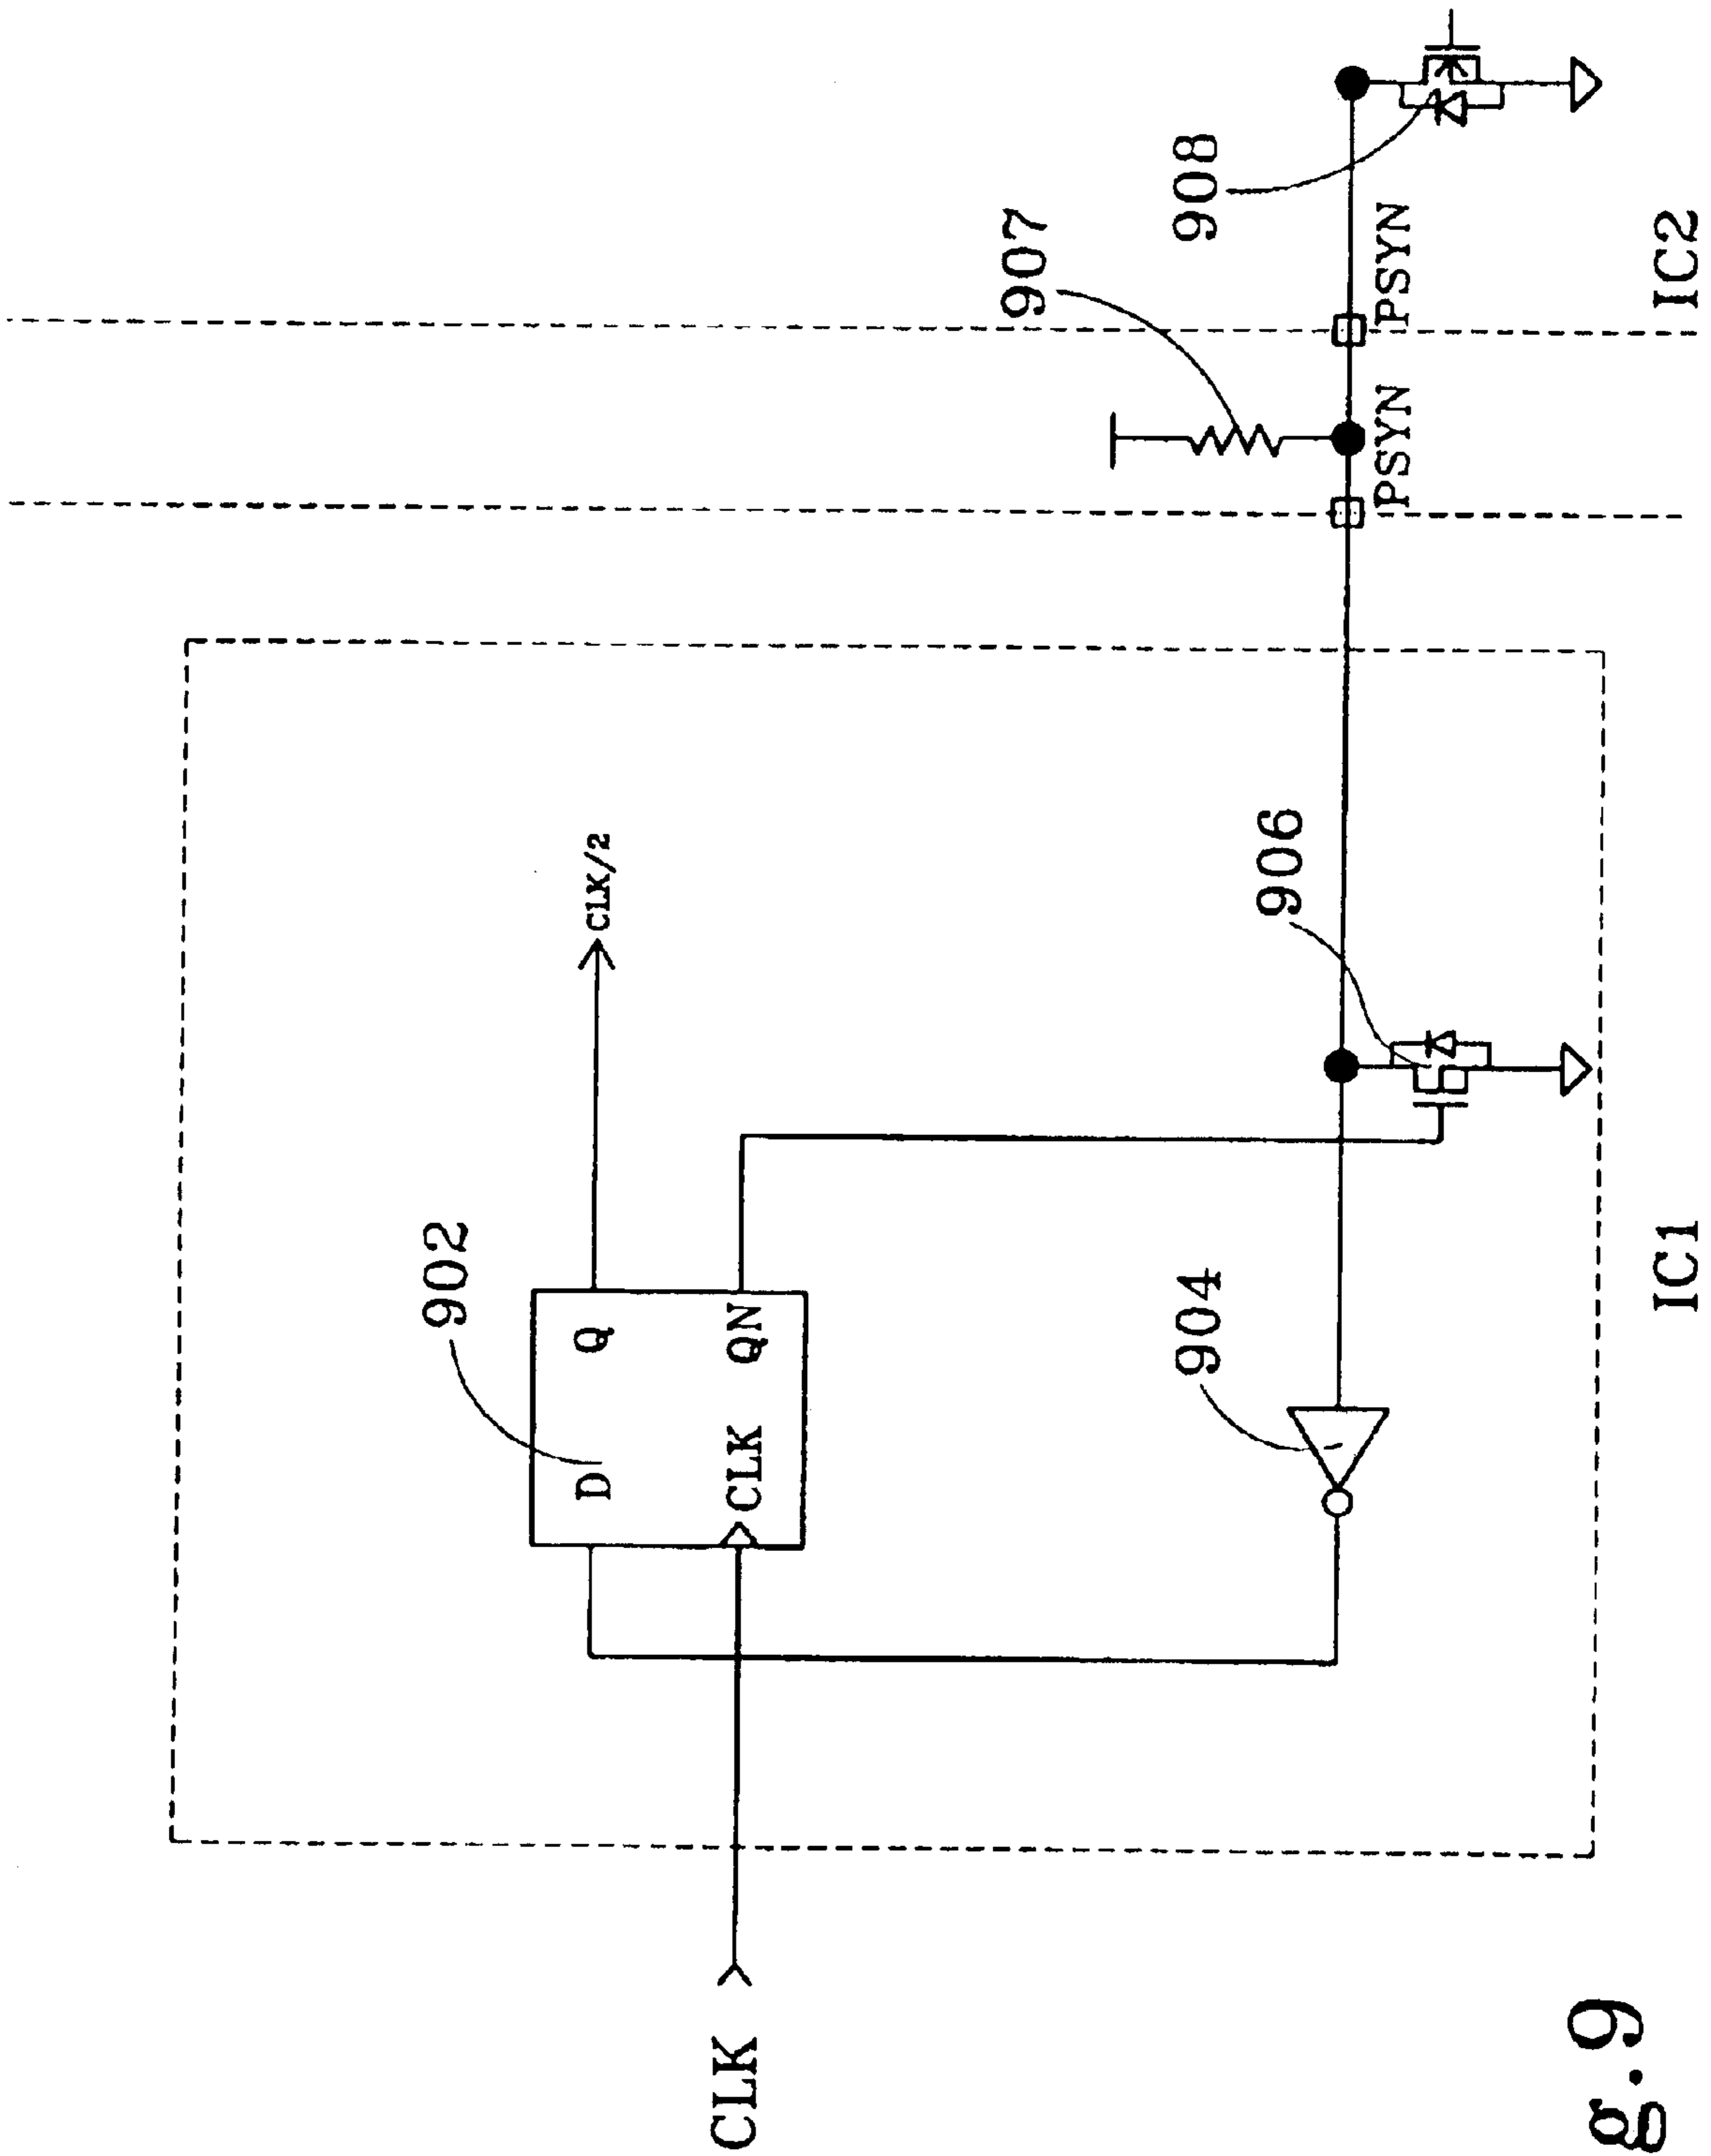 907
908
902
CLK/2
D
Q
CLK
QN
CLK
906
904
PSYN
PSYN
IC1
IC2
g.9